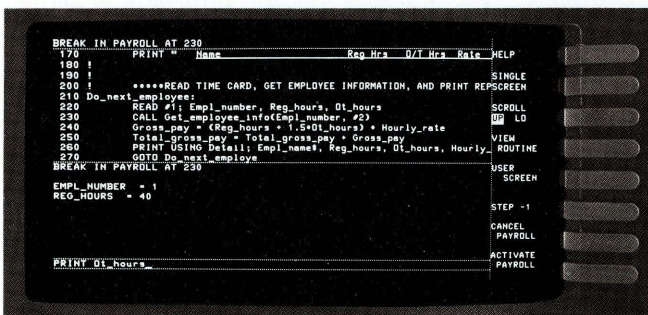 BREAK IN PAYROLL AT 230
170 PRINT " Name Reg Hrs O/T Hrs Rate
180 !
190 !
200 ! *****READ TIME CARD, GET EMPLOYEE INFORMATION, AND PRINT REP
210 Do_next_employee:
220 READ #1; Empl_number, Reg_hours, Ot_hours
230 CALL Get_employee_info(Empl_number, #2)
240 Gross_pay = (Reg_hours + 1.5*Ot_hours) * Hourly_rate
250 Total_gross_pay = Total_gross_pay + Gross_pay
260 PRINT USING Detail; Empl_name$, Reg_hours, Ot_hours, Hourly_
270 GOTO Do_next_employe
BREAK IN PAYROLL AT 230
EMPL_NUMBER = 1
REG_HOURS = 40
PRINT Ot_hours_
HELP
SINGLE
SCREEN
SCROLL
UP LO
VIEW
ROUTINE
USER
SCREEN
STEP -1
CANCEL
PAYROLL
ACTIVATE
PAYROLL